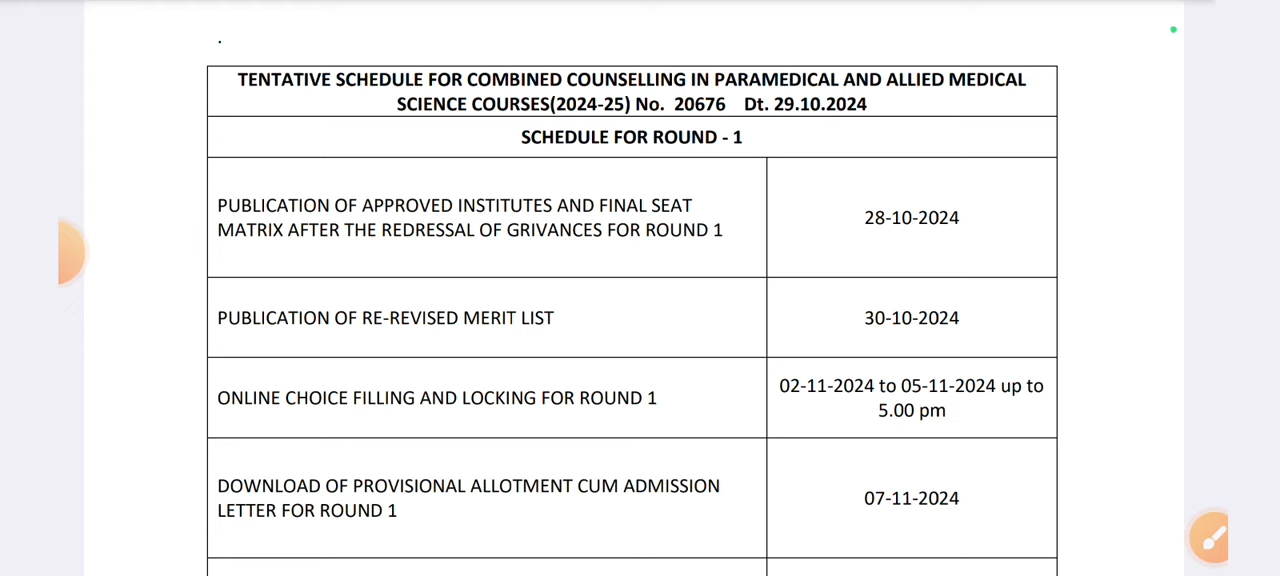 .
TENTATIVE SCHEDULE FOR COMBINED COUNSELLING IN PARAMEDICAL AND ALLIED MEDICAL
SCIENCE COURSES(2024-25) No. 20676 Dt. 29.10.2024
SCHEDULE FOR ROUND - 1
PUBLICATION OF APPROVED INSTITUTES AND FINAL SEAT
MATRIX AFTER THE REDRESSAL OF GRIVANCES FOR ROUND 1
28-10-2024
PUBLICATION OF RE-REVISED MERIT LIST
30-10-2024
ONLINE CHOICE FILLING AND LOCKING FOR ROUND 1
02-11-2024 to 05-11-2024 up to
5.00 pm
DOWNLOAD OF PROVISIONAL ALLOTMENT CUM ADMISSION
LETTER FOR ROUND 1
07-11-2024